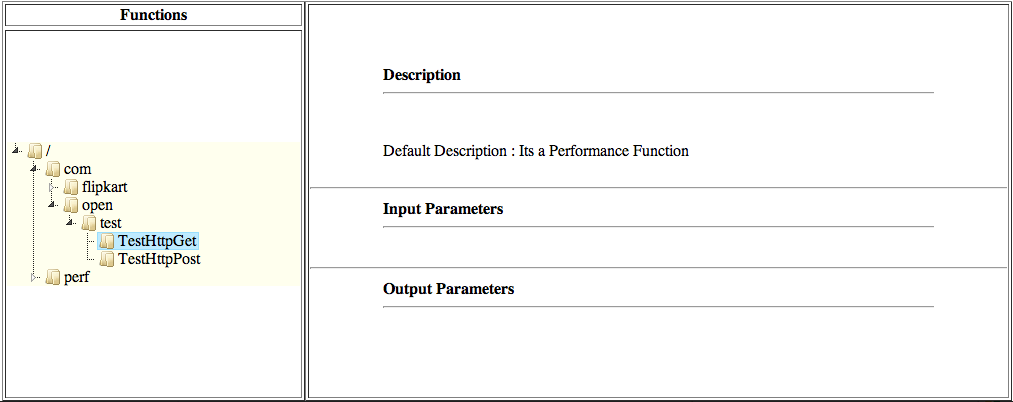 Functions
/
com
flipkart
open
test
TestHttpGet
TestHttpPost
perf
Description
Default Description : Its a Performance Function
Input Parameters
Output Parameters